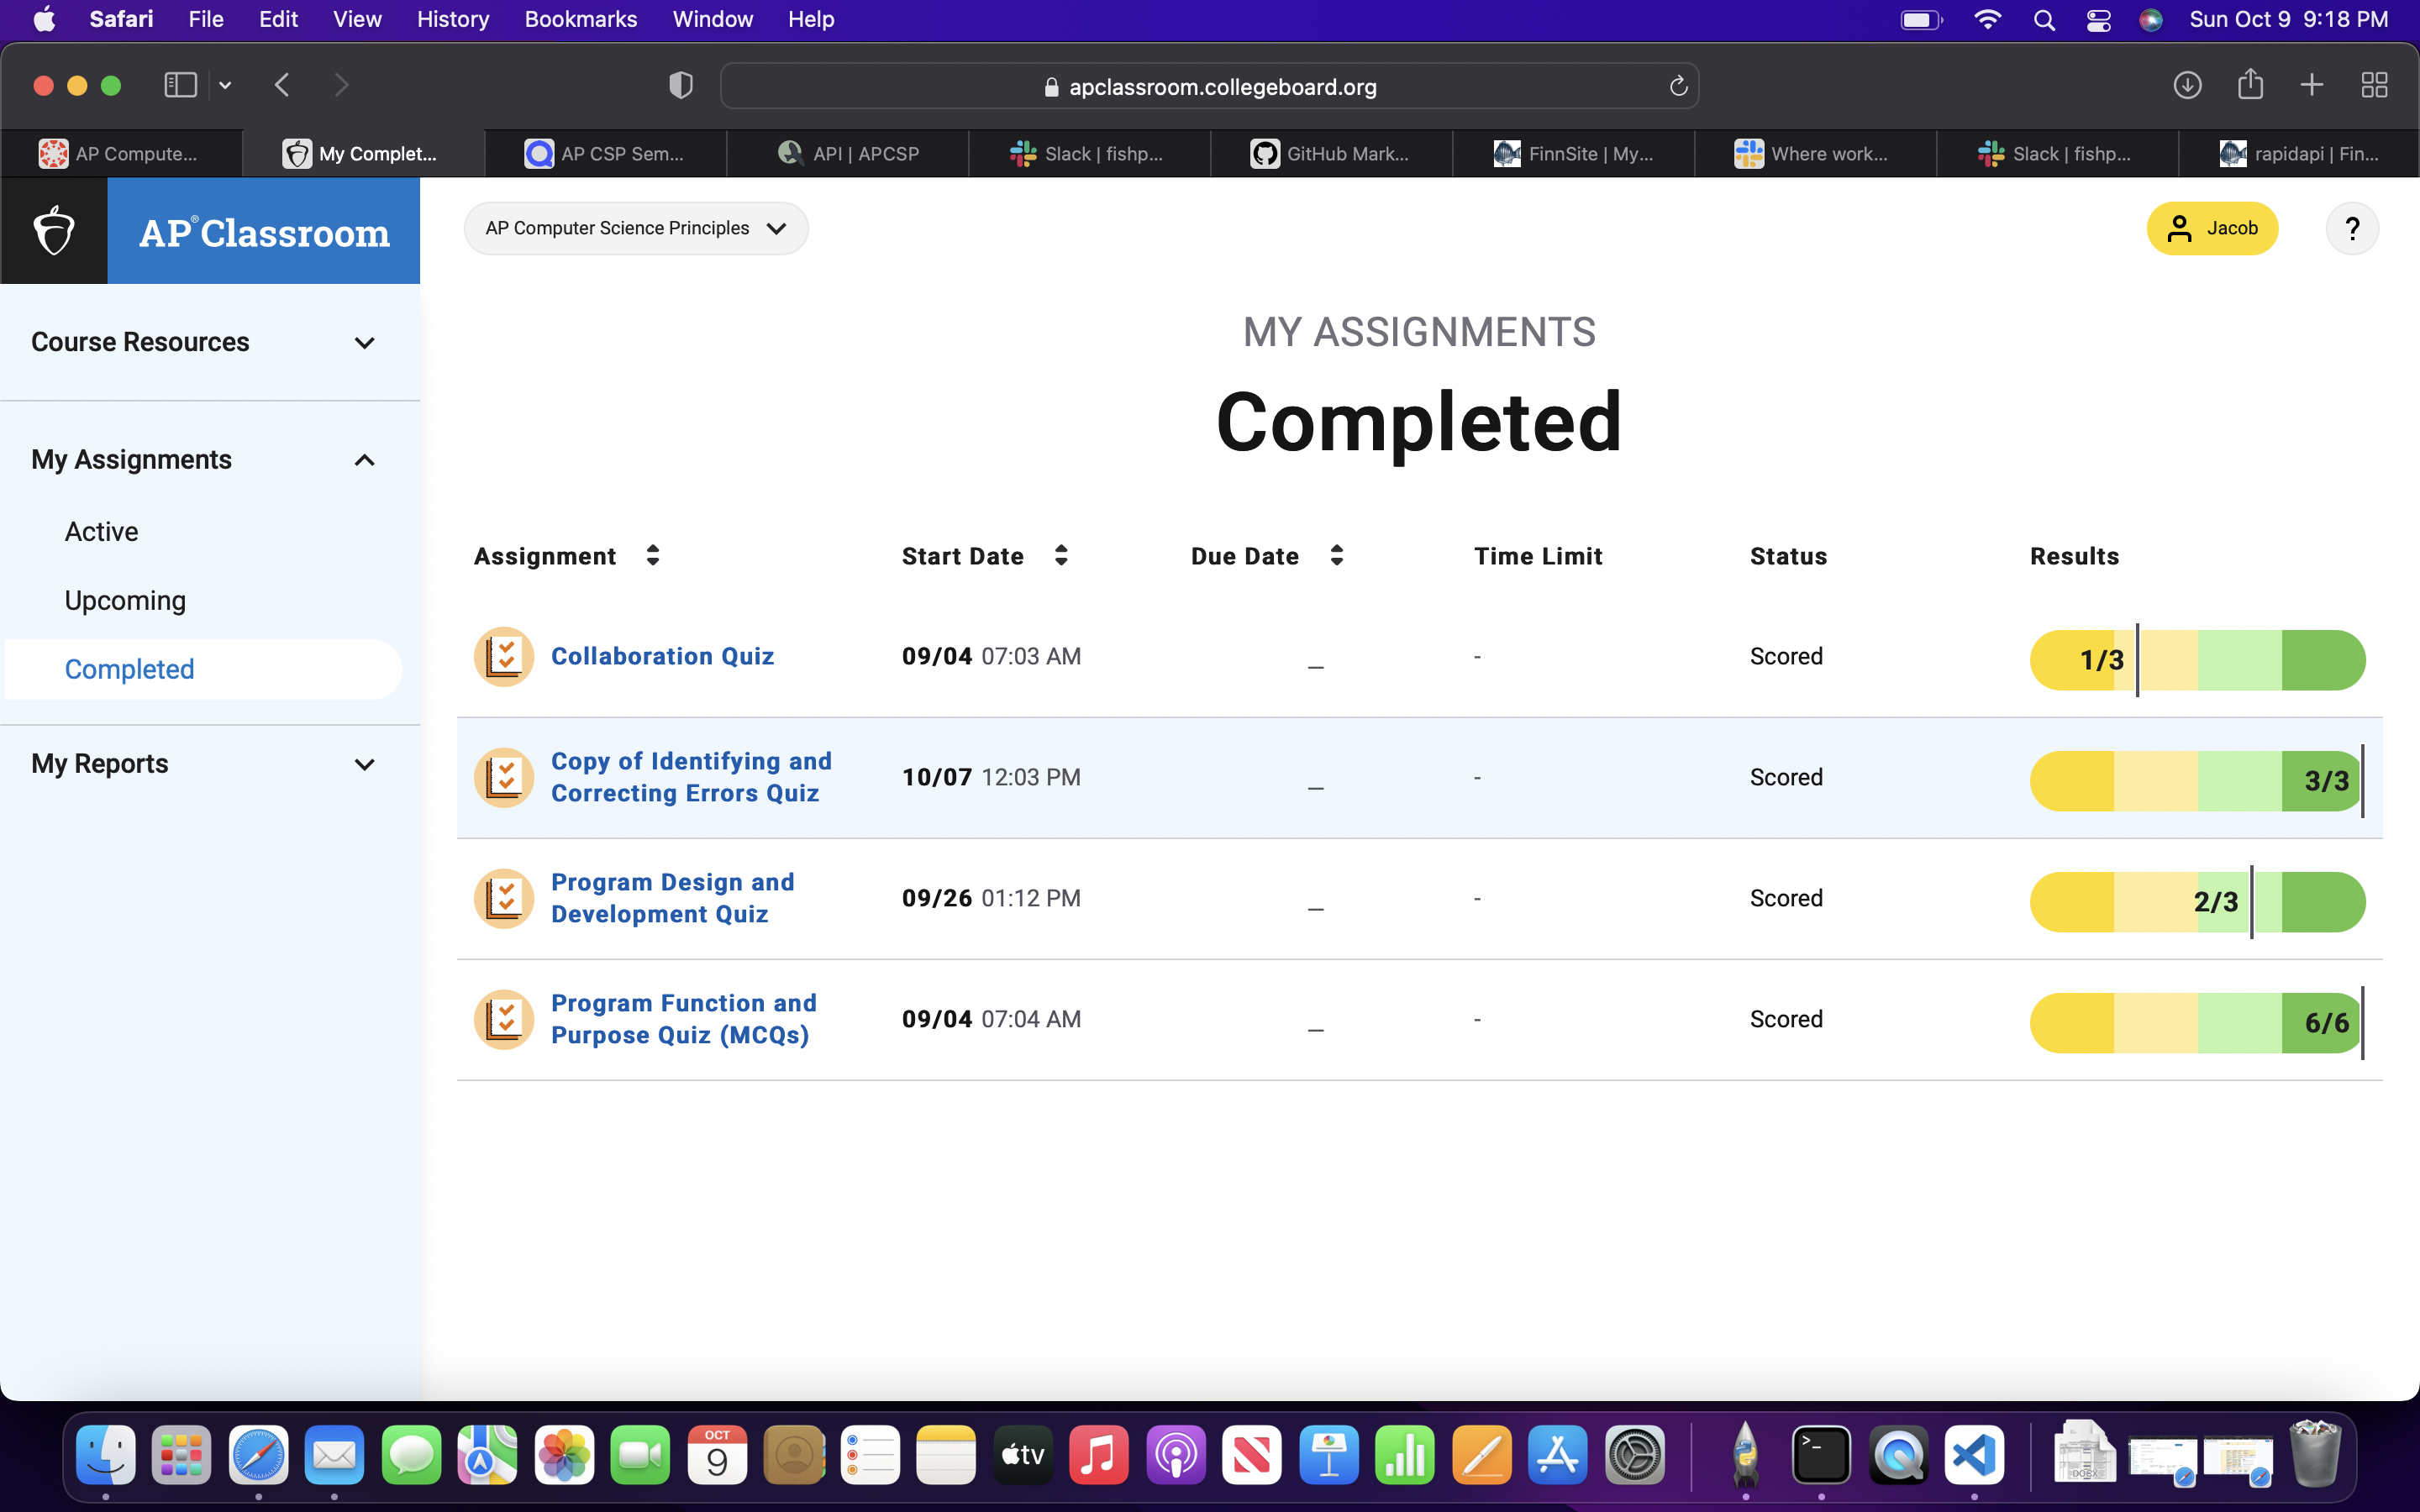 Safari File Edit View History Bookmarks Window Help Sun Oct 9 9:18 PM
apclassroom.collegeboard.org
AP Compute... My Complet... AP CSP Sem... API | APCSP Slack | fishp... GitHub Mark... FinnSite | My... Where work... Slack | fishp... rapidapi | Fin...
AP® Classroom
AP Computer Science Principles
Jacob
?
Course Resources
My Assignments
Active
Upcoming
Completed
My Reports
MY ASSIGNMENTS
Completed
Assignment Start Date Due Date Time Limit Status Results
Collaboration Quiz 09/04 07:03 AM _ - Scored 1/3
Copy of Identifying and
Correcting Errors Quiz 10/07 12:03 PM _ - Scored 3/3
Program Design and
Development Quiz 09/26 01:12 PM _ - Scored 2/3
Program Function and
Purpose Quiz (MCQs) 09/04 07:04 AM _ - Scored 6/6
OCT
9
tv
>_
DOCX